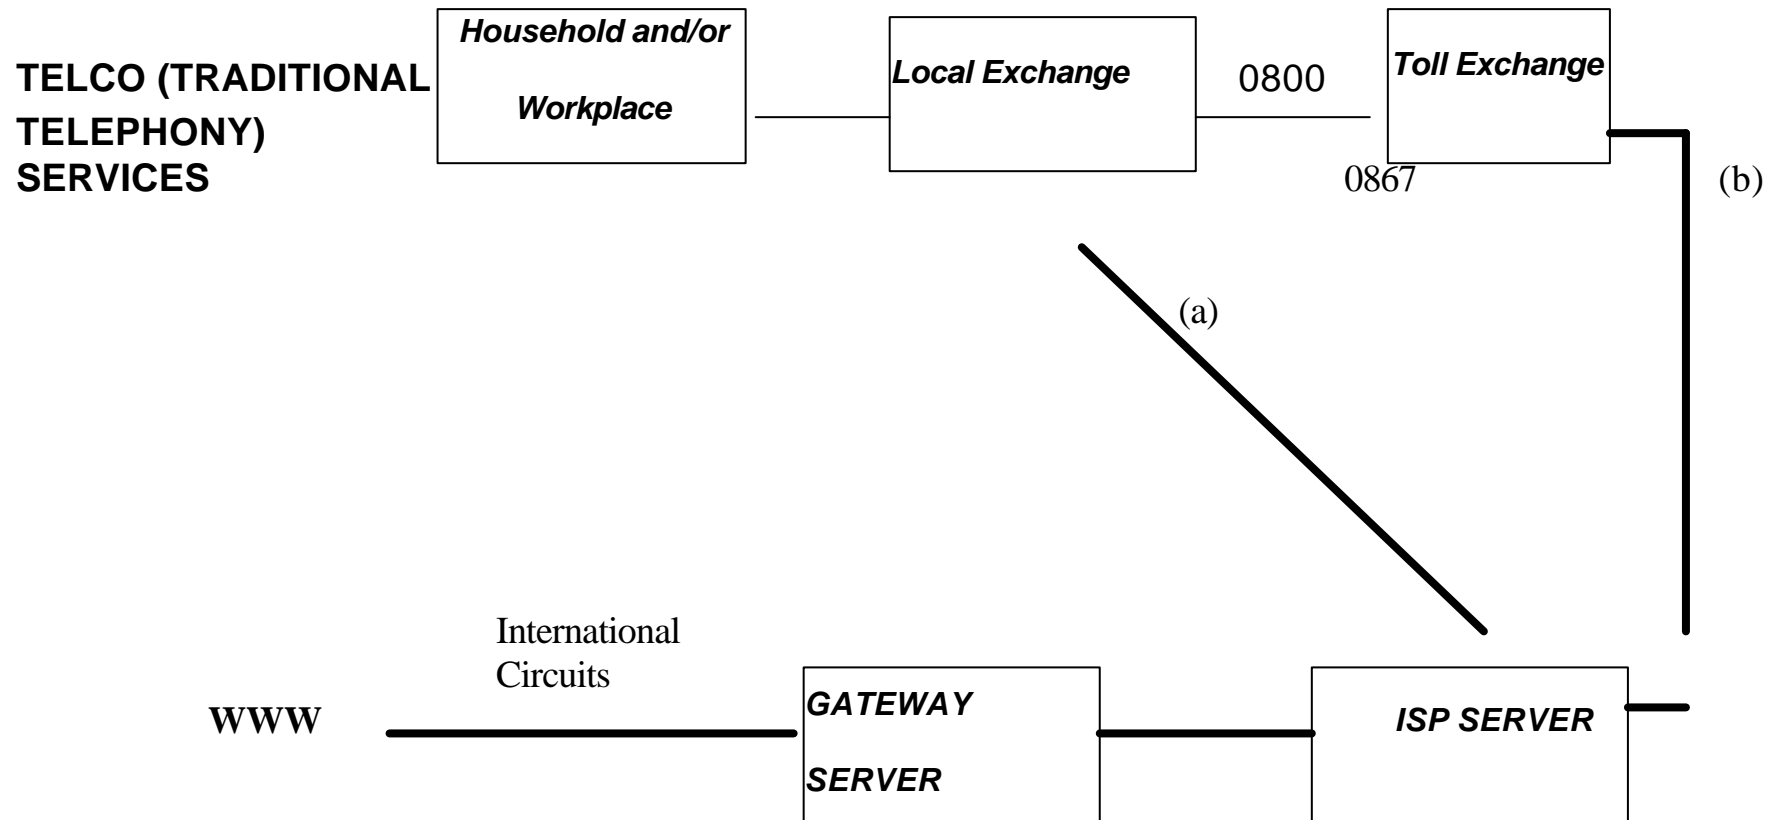 Household and/or
Workplace
TELCO (TRADITIONAL
TELEPHONY)
SERVICES
Local Exchange
0800
Toll Exchange
0867
(b)
(a)
International
Circuits
WWW
GATEWAY
SERVER
ISP SERVER